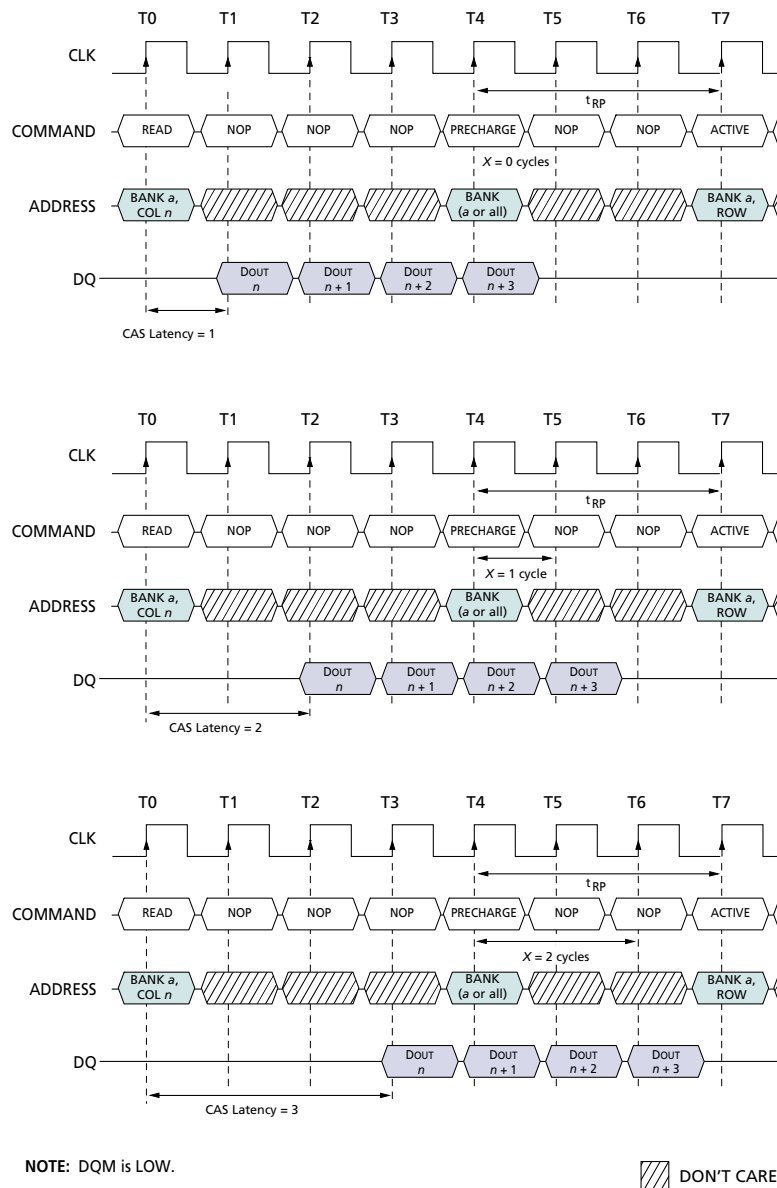 T0 T1 T2 T3 T4 T5 T6 T7
CLK
tRP
COMMAND READ NOP NOP NOP PRECHARGE NOP NOP ACTIVE
X = 0 cycles
ADDRESS BANK a, COL n BANK (a or all) BANK a, ROW
DQ DOUT n DOUT n + 1 DOUT n + 2 DOUT n + 3
CAS Latency = 1
T0 T1 T2 T3 T4 T5 T6 T7
CLK
tRP
COMMAND READ NOP NOP NOP PRECHARGE NOP NOP ACTIVE
X = 1 cycle
ADDRESS BANK a, COL n BANK (a or all) BANK a, ROW
DQ DOUT n DOUT n + 1 DOUT n + 2 DOUT n + 3
CAS Latency = 2
T0 T1 T2 T3 T4 T5 T6 T7
CLK
tRP
COMMAND READ NOP NOP NOP PRECHARGE NOP NOP ACTIVE
X = 2 cycles
ADDRESS BANK a, COL n BANK (a or all) BANK a, ROW
DQ DOUT n DOUT n + 1 DOUT n + 2 DOUT n + 3
CAS Latency = 3
NOTE: DQM is LOW.
DON'T CARE